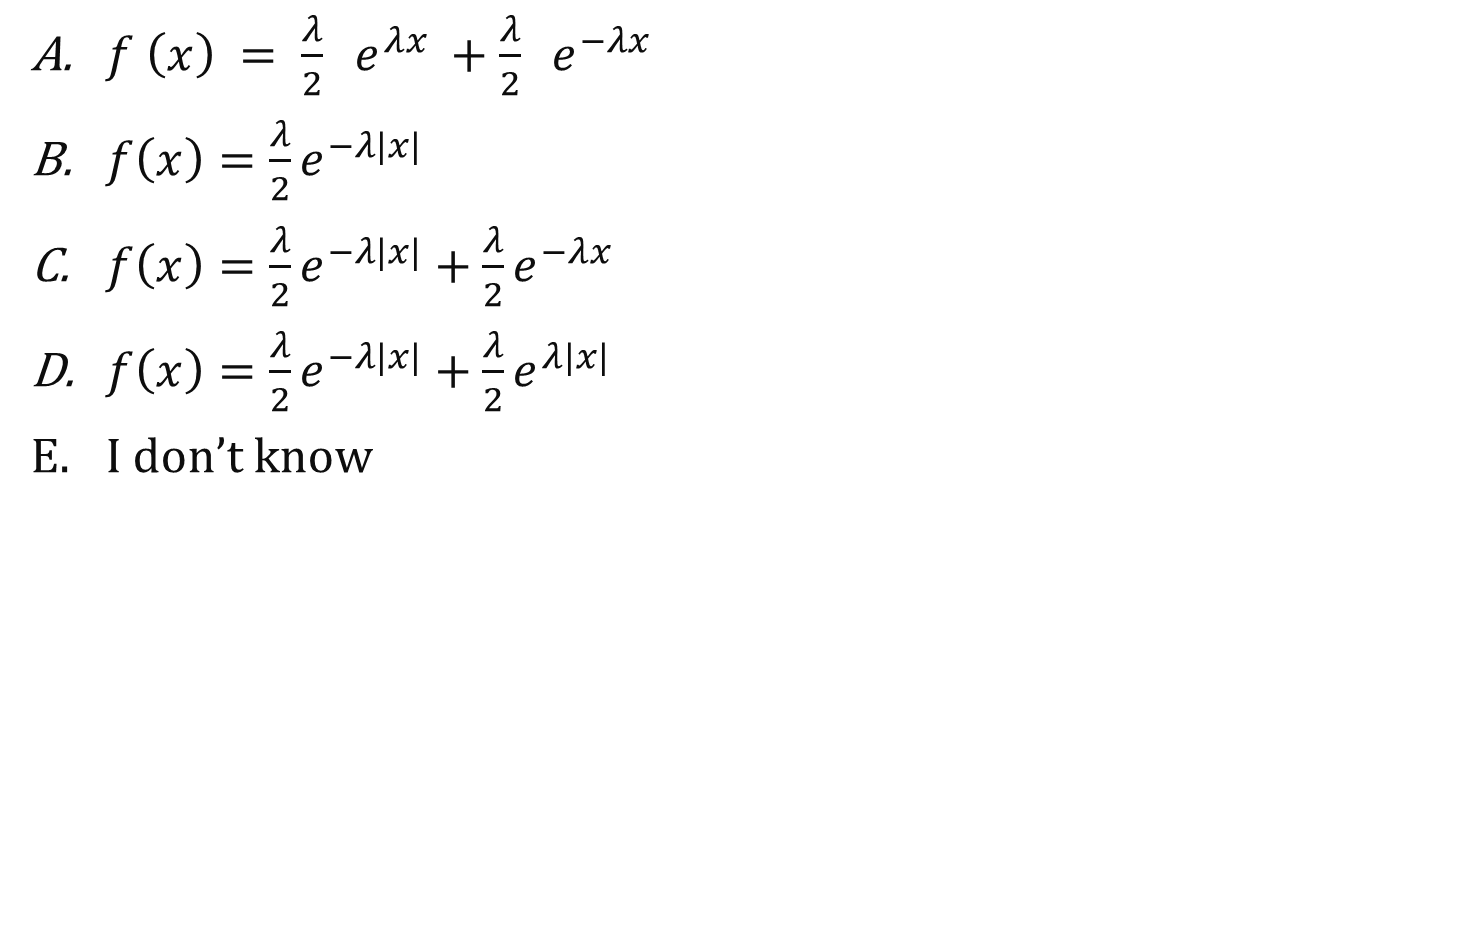 A. f (x) = λ/2 e^{λx} + λ/2 e^{−λx}
B. f(x) = λ/2 e^{−λ|x|}
C. f(x) = λ/2 e^{−λ|x|} + λ/2 e^{−λx}
D. f(x) = λ/2 e^{−λ|x|} + λ/2 e^{λ|x|}
E. I don’t know